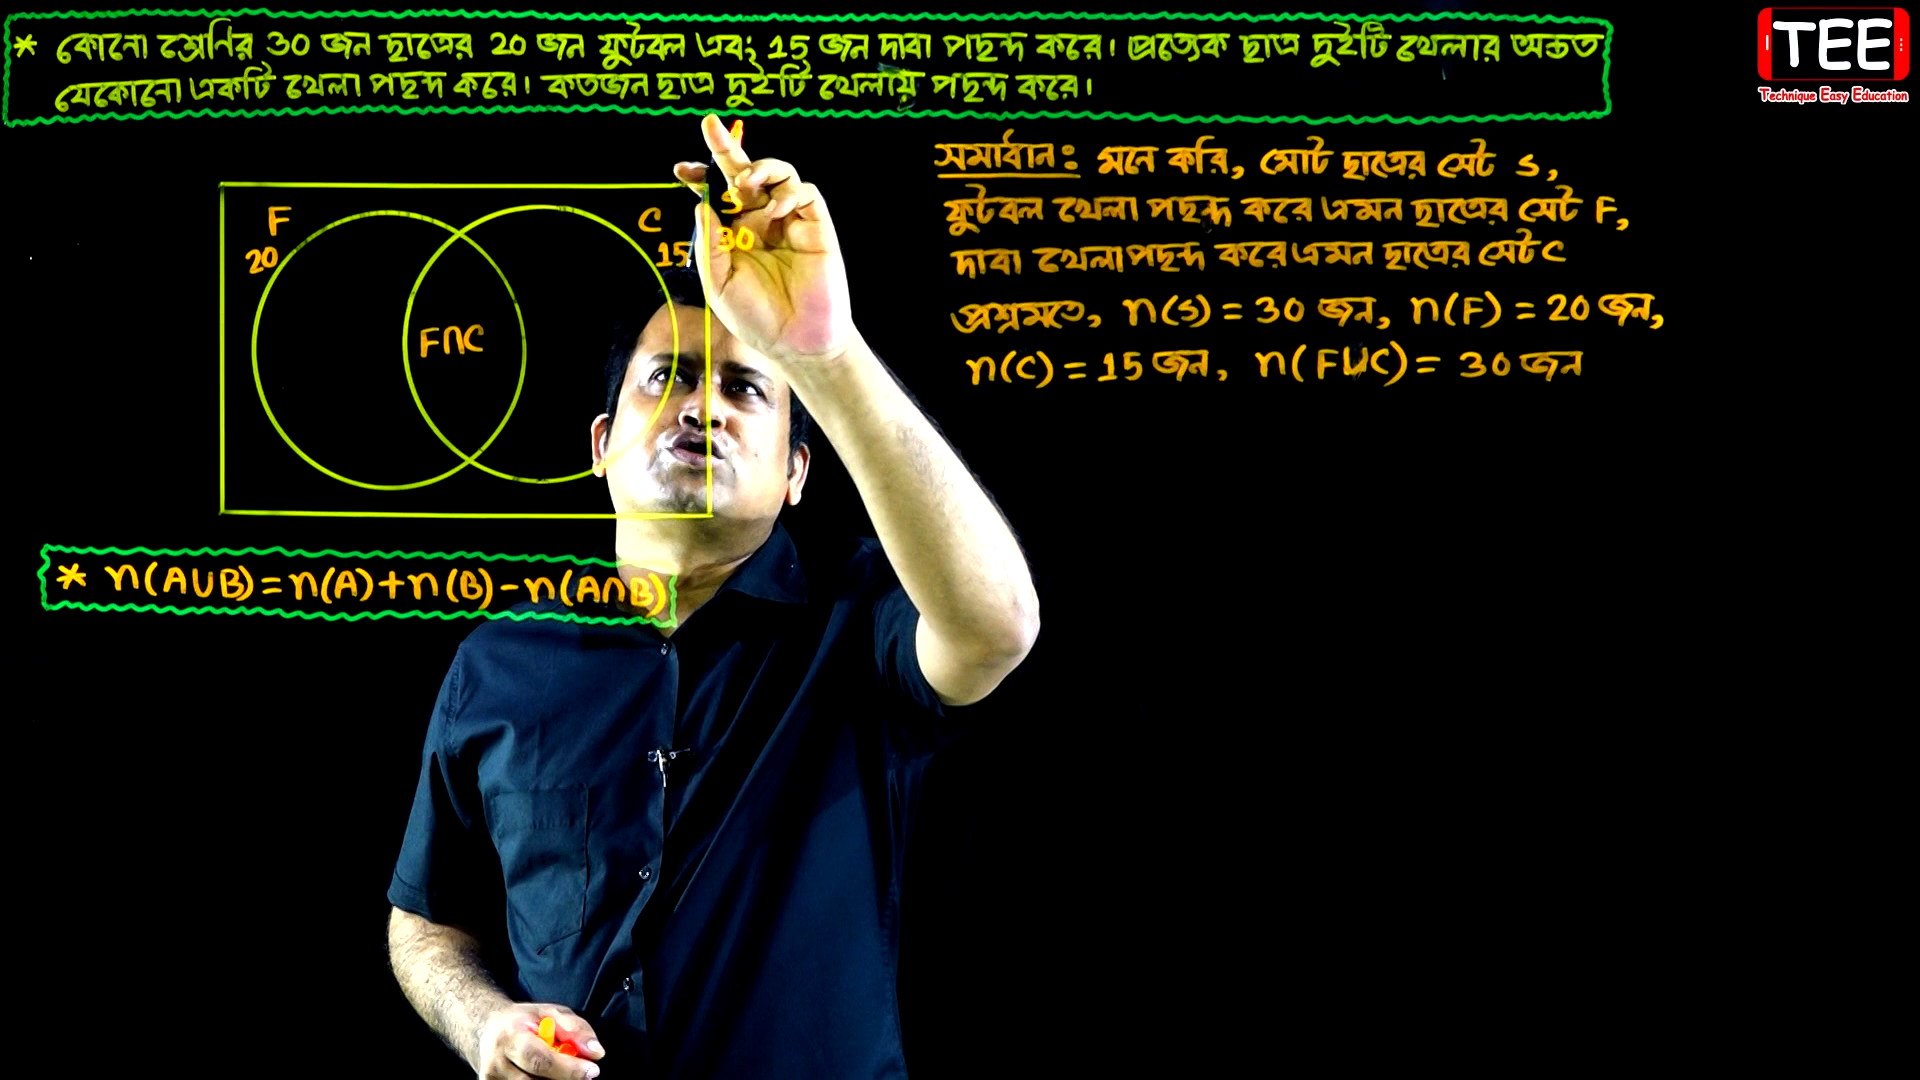 * কোনো শ্রেণির 30 জন ছাত্রের 20 জন ফুটবল এবং 15 জন দাবা পছন্দ করে। প্রত্যেক ছাত্র দুইটি খেলার অন্তত
যেকোনো একটি খেলা পছন্দ করে। কতজন ছাত্র দুইটি খেলায় পছন্দ করে।
TEE
Technique Easy Education
সমাধান: মনে করি, মোট ছাত্রের সেট S,
ফুটবল খেলা পছন্দ করে এমন ছাত্রের সেট F,
দাবা খেলা পছন্দ করে এমন ছাত্রের সেট C
প্রশ্নমতে, n(S) = 30 জন, n(F) = 20 জন,
n(C) = 15 জন, n(F∪C) = 30 জন
F
20
C
15
S
30
F∩C
* n(A∪B)=n(A)+n(B)-n(A∩B)